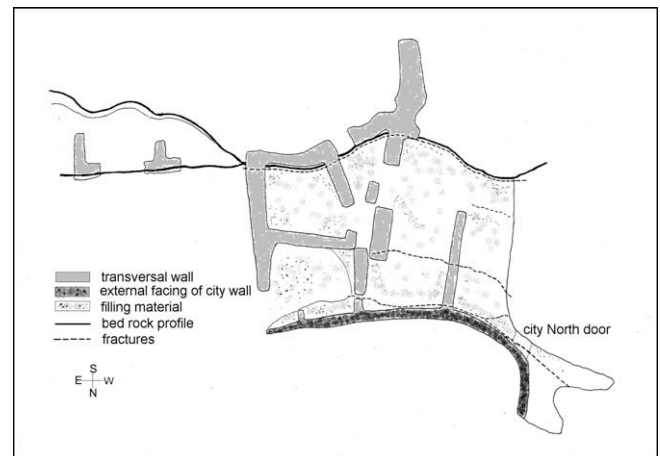 transversal wall
external facing of city wall
filling material
bed rock profile
fractures
city North door
S
E W
N